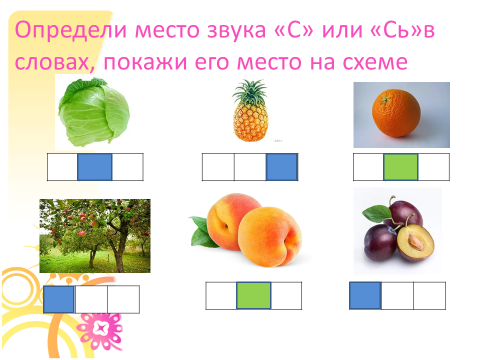 Определи место звука «С» или «Сь»в
словах, покажи его место на схеме